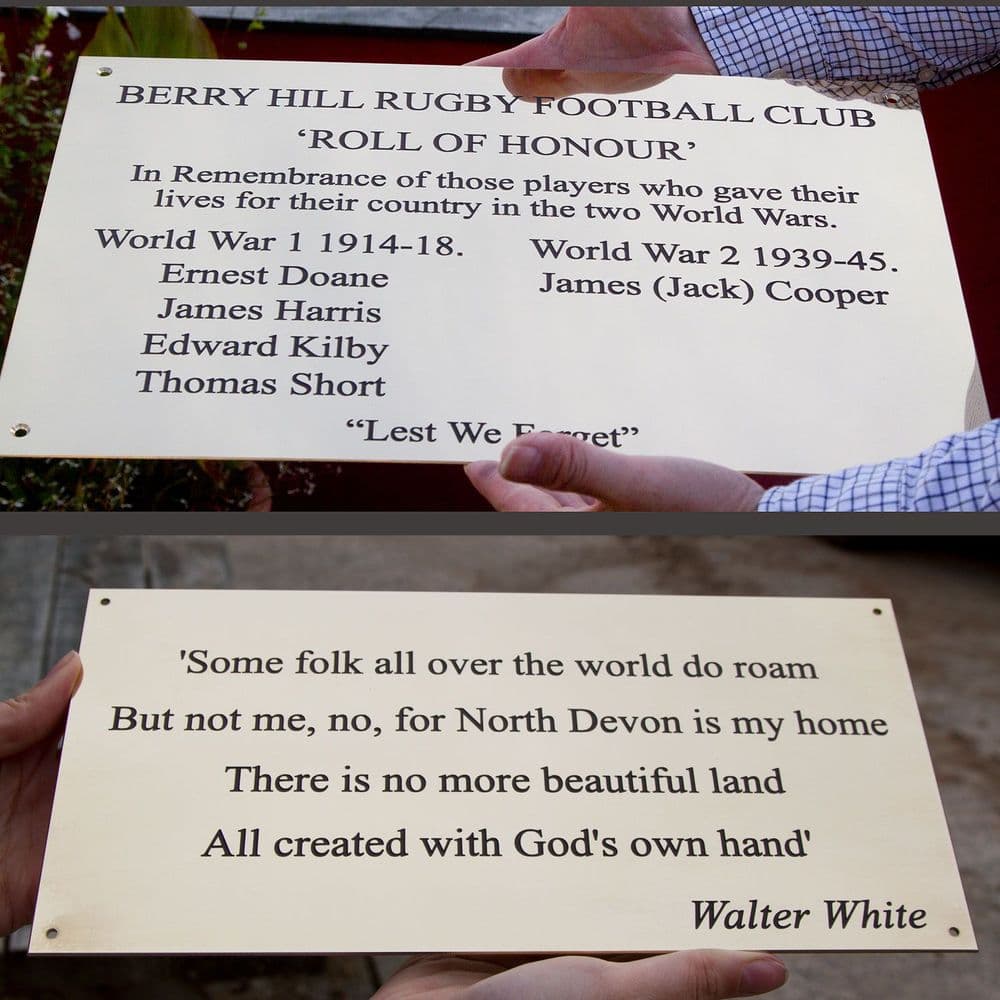 BERRY HILL RUGBY FOOTBALL CLUB
‘ROLL OF HONOUR’
In Remembrance of those players who gave their
lives for their country in the two World Wars.
World War 1 1914-18.
Ernest Doane
James Harris
Edward Kilby
Thomas Short
World War 2 1939-45.
James (Jack) Cooper
“Lest We Forget”
'Some folk all over the world do roam
But not me, no, for North Devon is my home
There is no more beautiful land
All created with God's own hand'
Walter White